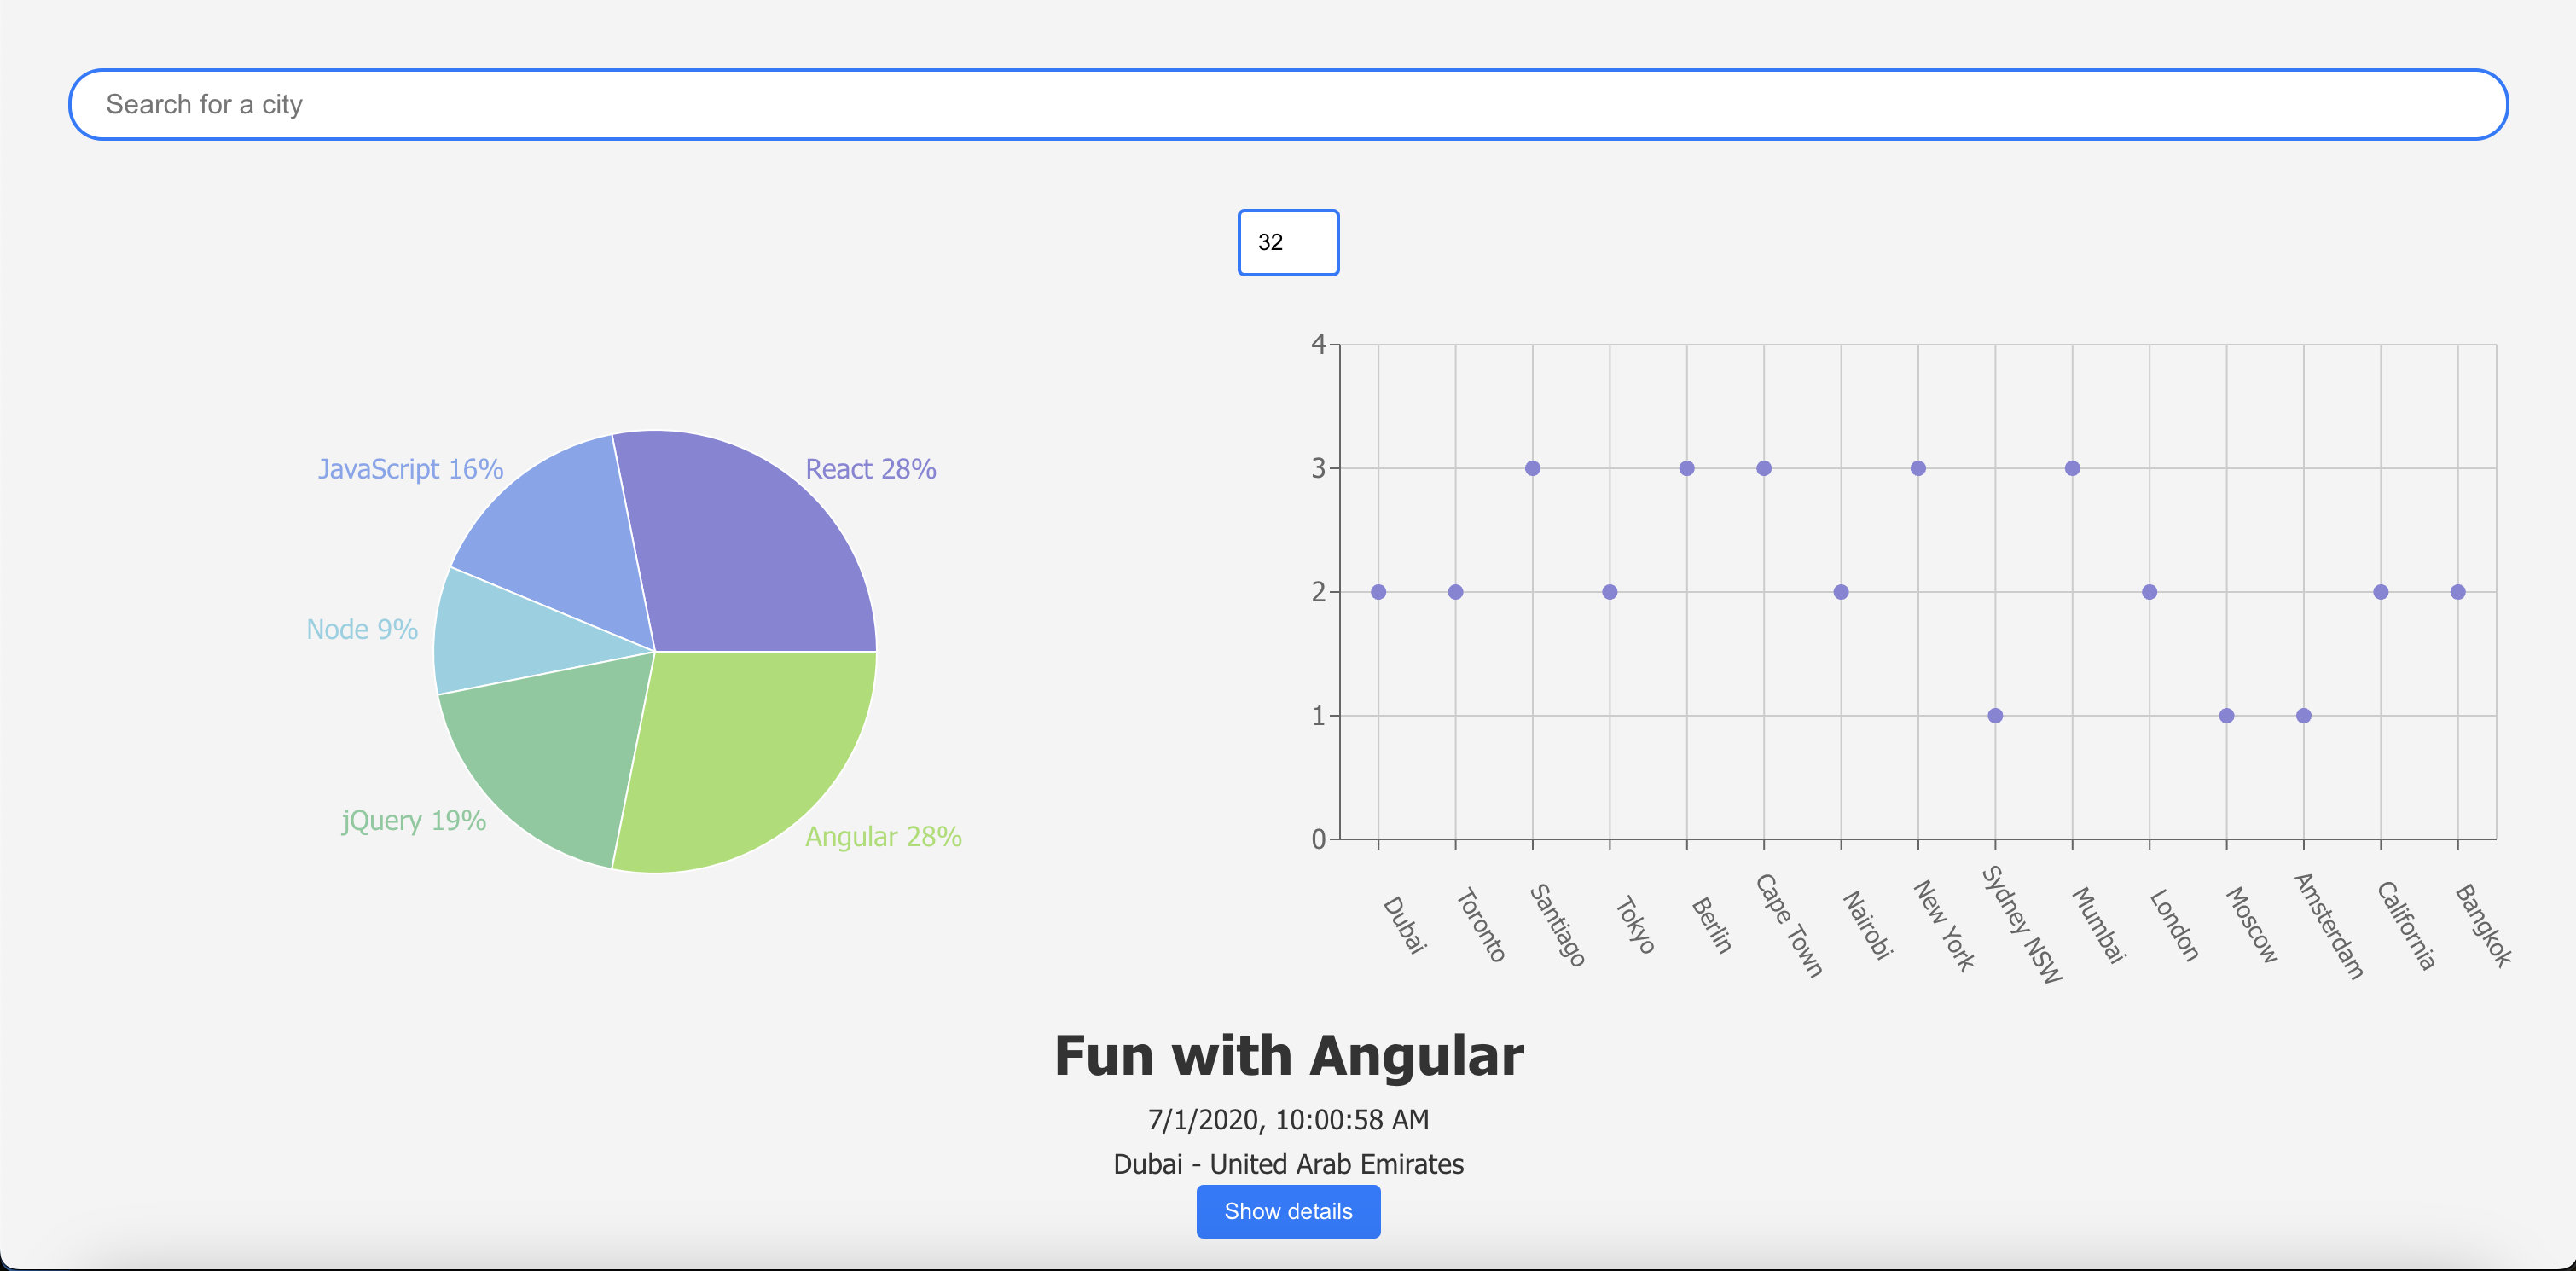 Search for a city
32
JavaScript 16%
React 28%
Node 9%
jQuery 19%
Angular 28%
4
3
2
1
0
Dubai
Toronto
Santiago
Tokyo
Berlin
Cape Town
Nairobi
New York
Sydney NSW
Mumbai
London
Moscow
Amsterdam
California
Bangkok
Fun with Angular
7/1/2020, 10:00:58 AM
Dubai - United Arab Emirates
Show details